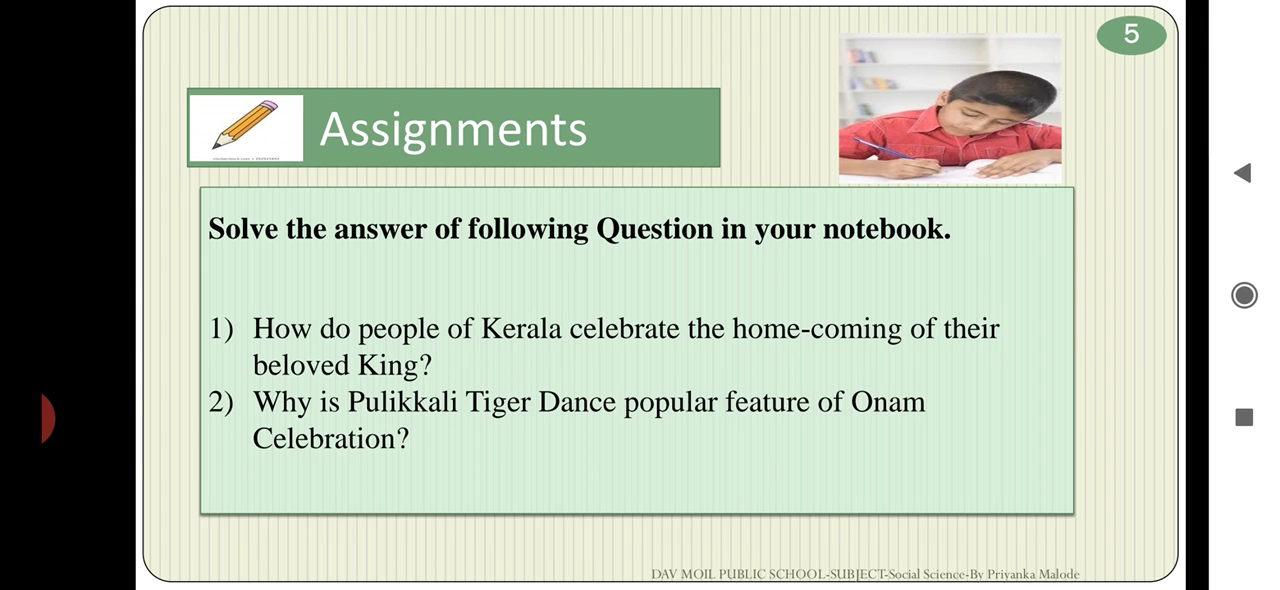 5
Assignments
Solve the answer of following Question in your notebook.
1) How do people of Kerala celebrate the home-coming of their
beloved King?
2) Why is Pulikkali Tiger Dance popular feature of Onam
Celebration?
DAV MOIL PUBLIC SCHOOL-SUBJECT-Social Science-By Priyanka Malode